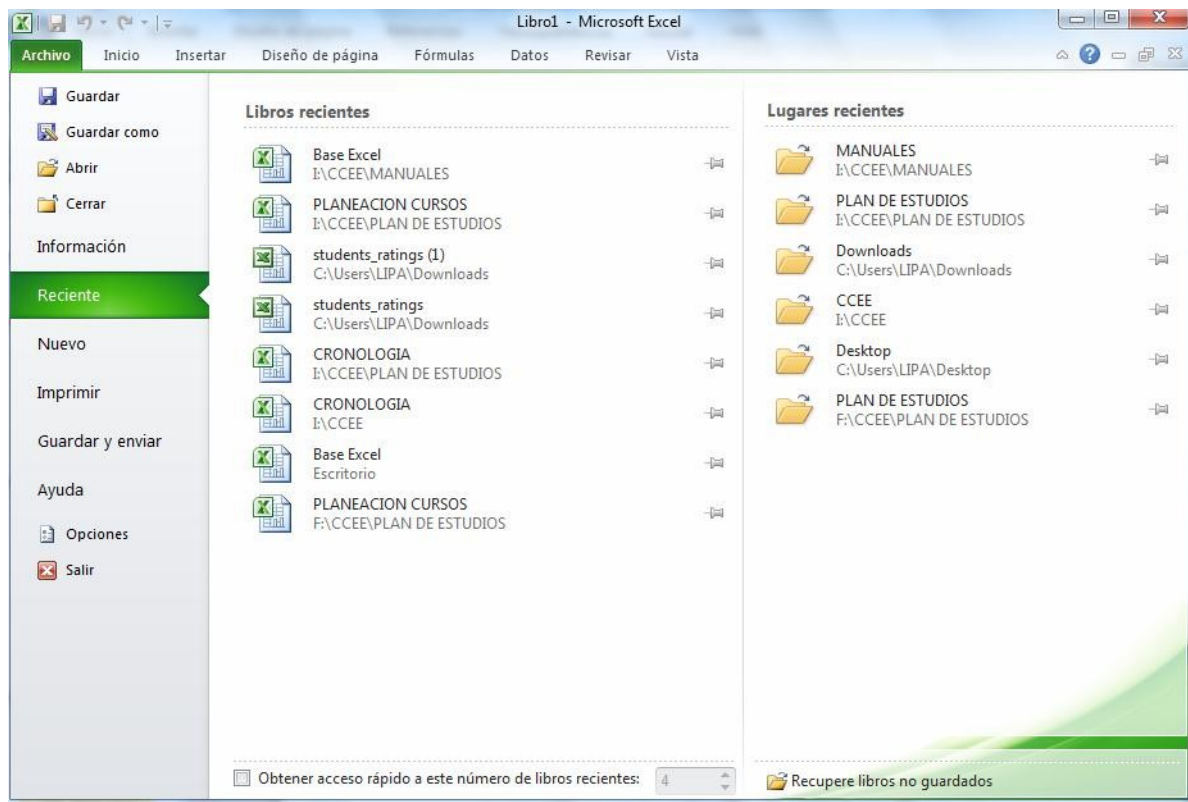 Libro1 - Microsoft Excel
Archivo Inicio Insertar Diseño de página Fórmulas Datos Revisar Vista
Guardar
Guardar como
Abrir
Cerrar
Información
Reciente
Nuevo
Imprimir
Guardar y enviar
Ayuda
Opciones
Salir
Libros recientes
Base Excel
I:\CCEE\MANUALES
PLANEACION CURSOS
I:\CCEE\PLAN DE ESTUDIOS
students_ratings (1)
C:\Users\LIPA\Downloads
students_ratings
C:\Users\LIPA\Downloads
CRONOLOGIA
I:\CCEE\PLAN DE ESTUDIOS
CRONOLOGIA
I:\CCEE
Base Excel
Escritorio
PLANEACION CURSOS
F:\CCEE\PLAN DE ESTUDIOS
Obtener acceso rápido a este número de libros recientes: 4
Lugares recientes
MANUALES
I:\CCEE\MANUALES
PLAN DE ESTUDIOS
I:\CCEE\PLAN DE ESTUDIOS
Downloads
C:\Users\LIPA\Downloads
CCEE
I:\CCEE
Desktop
C:\Users\LIPA\Desktop
PLAN DE ESTUDIOS
F:\CCEE\PLAN DE ESTUDIOS
Recupere libros no guardados